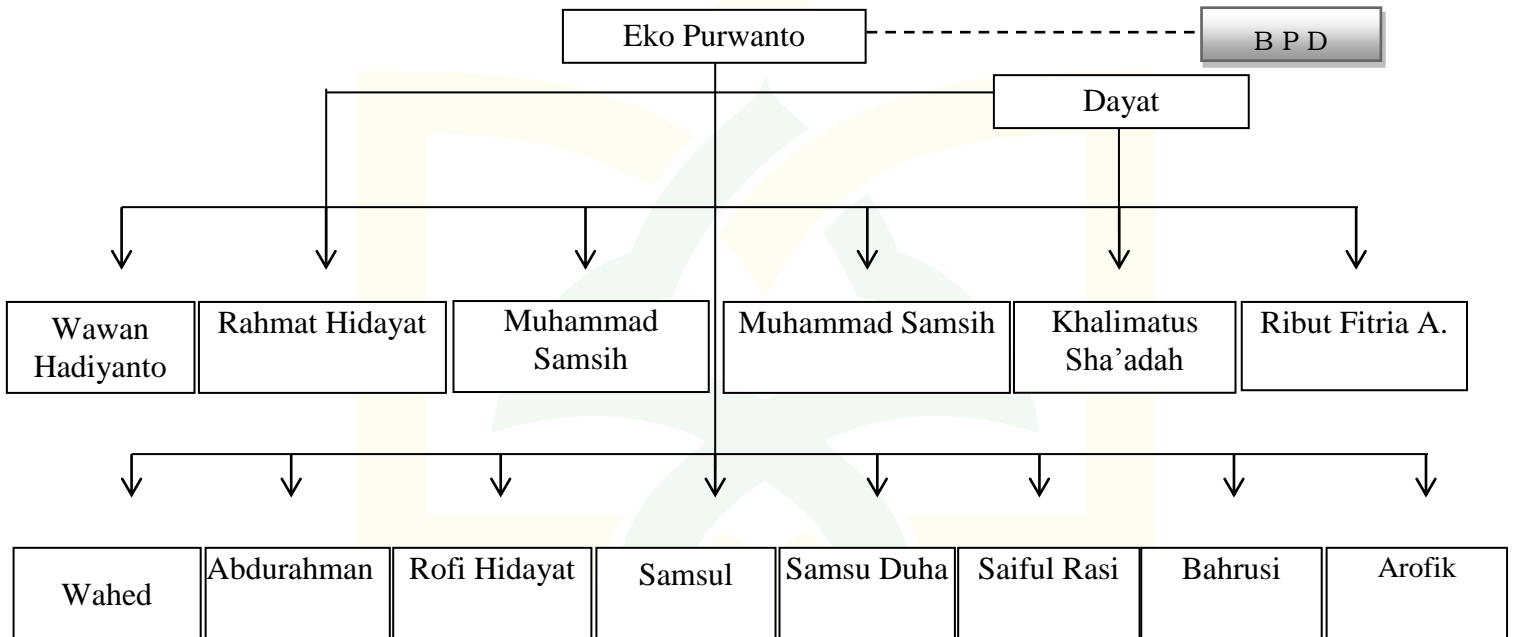 Eko Purwanto
B P D
Dayat
Wawan
Hadiyanto
Rahmat Hidayat
Muhammad
Samsih
Muhammad Samsih
Khalimatus
Sha’adah
Ribut Fitria A.
Wahed
Abdurahman
Rofi Hidayat
Samsul
Samsu Duha
Saiful Rasi
Bahrusi
Arofik